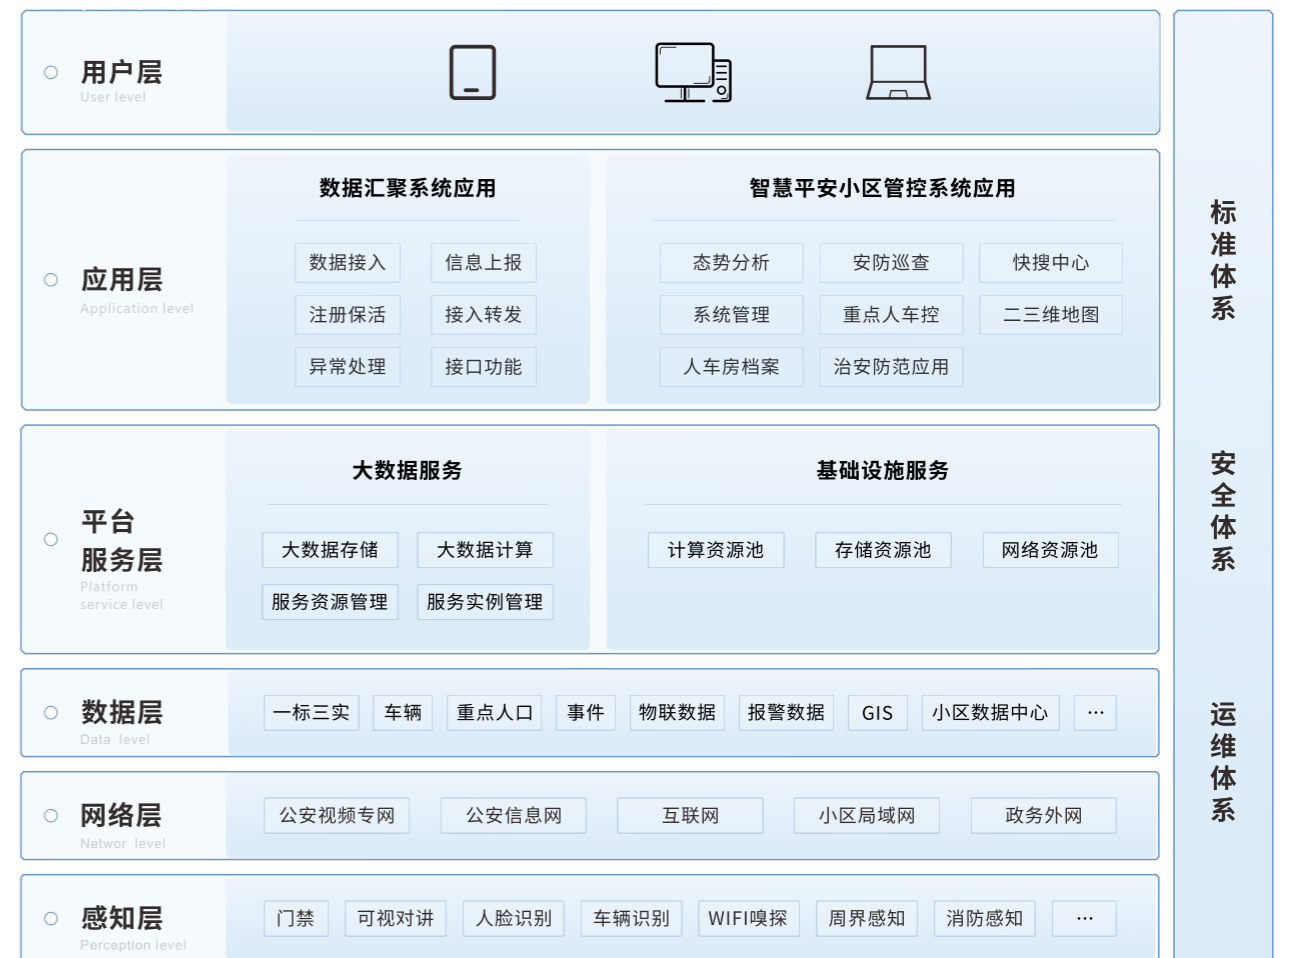 用户层
User level
应用层
Application level
数据汇聚系统应用
数据接入 信息上报
注册保活 接入转发
异常处理 接口功能
智慧平安小区管控系统应用
态势分析 安防巡查 快搜中心
系统管理 重点人车控 二三维地图
人车房档案 治安防范应用
平台
服务层
Platform
service level
大数据服务
大数据存储 大数据计算
服务资源管理 服务实例管理
基础设施服务
计算资源池 存储资源池 网络资源池
数据层
Data level
一标三实 车辆 重点人口 事件 物联数据 报警数据 GIS 小区数据中心 ...
网络层
Networ level
公安视频专网 公安信息网 互联网 小区局域网 政务外网
感知层
Perception level
门禁 可视对讲 人脸识别 车辆识别 WIFI嗅探 周界感知 消防感知 ...
标准体系
安全体系
运维体系